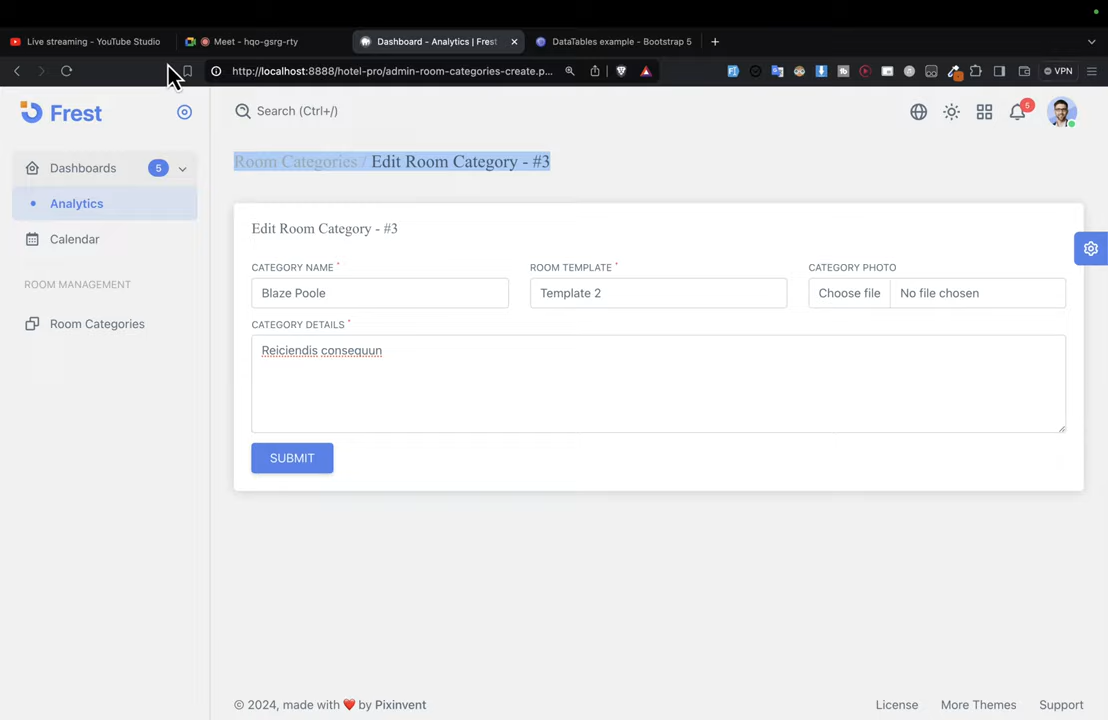 Live streaming - YouTube Studio
Meet - hqo-gsrg-rty
Dashboard - Analytics | Frest
DataTables example - Bootstrap 5
http://localhost:8888/hotel-pro/admin-room-categories-create.p...
VPN
Frest
Search (Ctrl+/)
5
Dashboards
5
Analytics
Calendar
ROOM MANAGEMENT
Room Categories
Room Categories / Edit Room Category - #3
Edit Room Category - #3
CATEGORY NAME *
ROOM TEMPLATE *
CATEGORY PHOTO
Blaze Poole
Template 2
Choose file
No file chosen
CATEGORY DETAILS *
Reiciendis consequun
SUBMIT
© 2024, made with ❤️ by Pixinvent
License
More Themes
Support